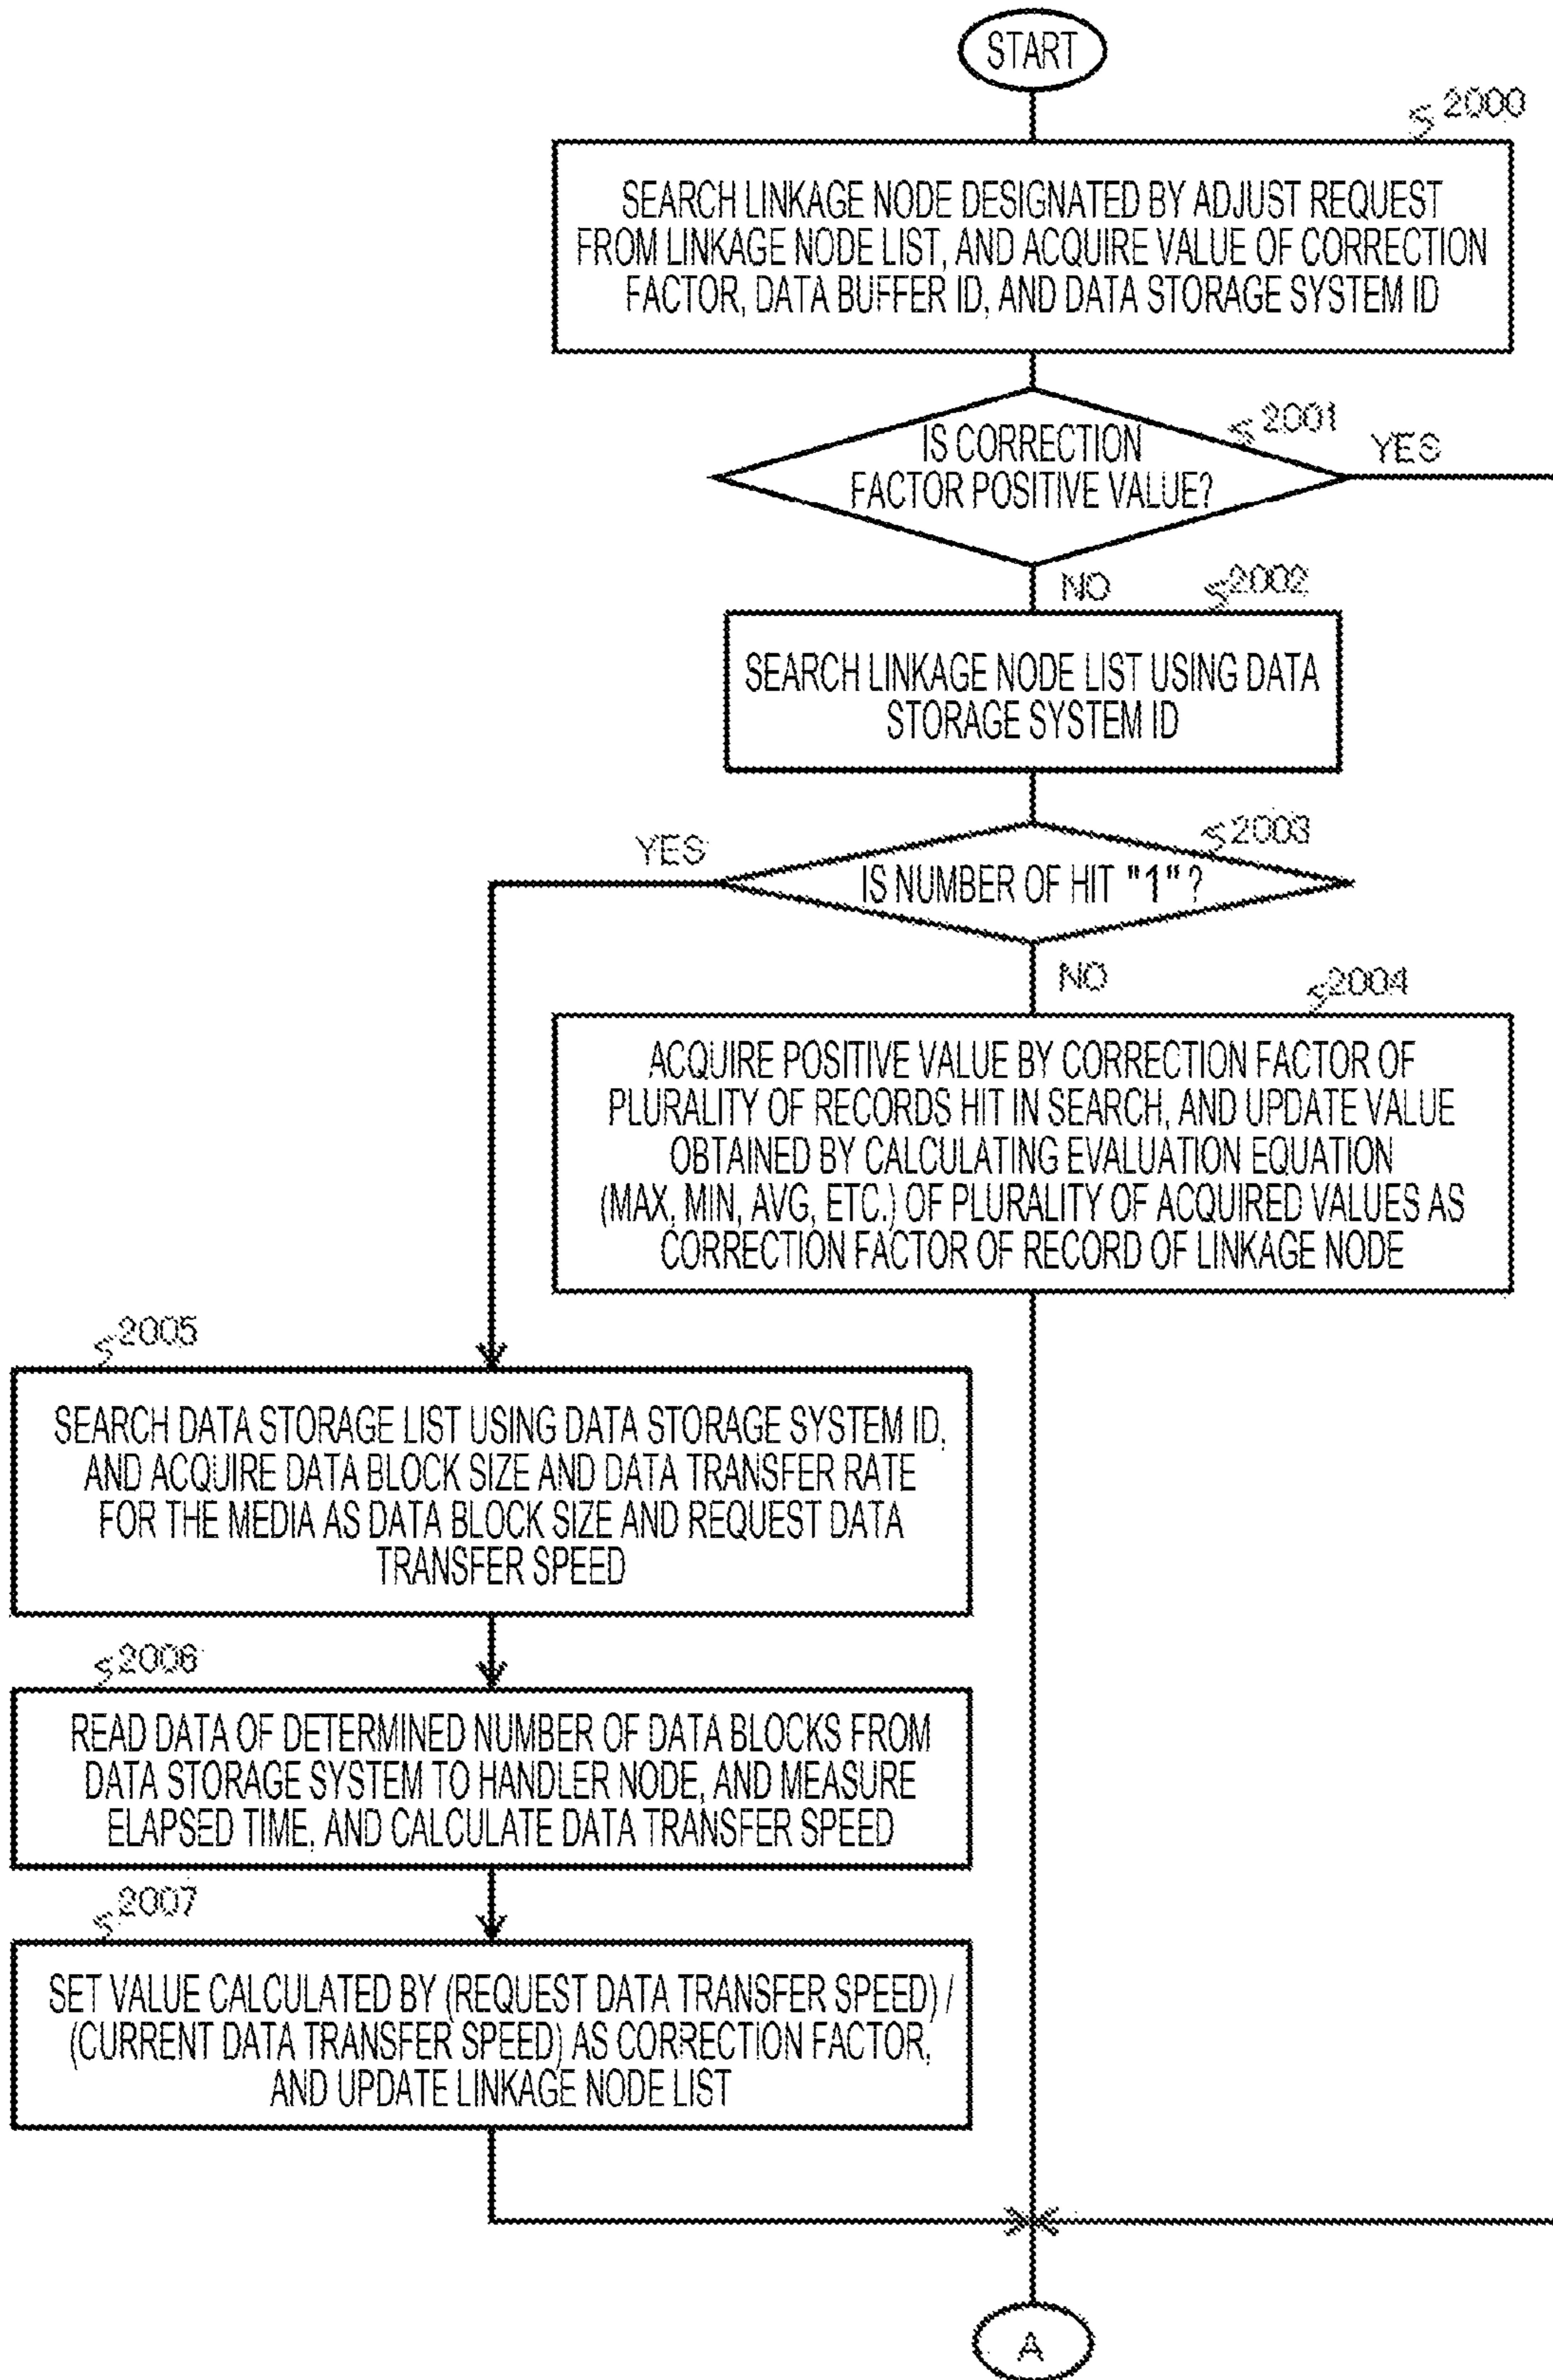 START
2000
SEARCH LINKAGE NODE DESIGNATED BY ADJUST REQUEST
FROM LINKAGE NODE LIST, AND ACQUIRE VALUE OF CORRECTION
FACTOR, DATA BUFFER ID, AND DATA STORAGE SYSTEM ID
2001
IS CORRECTION
FACTOR POSITIVE VALUE?
YES
NO
2002
SEARCH LINKAGE NODE LIST USING DATA
STORAGE SYSTEM ID
2003
YES
IS NUMBER OF HIT "1"?
NO
2004
ACQUIRE POSITIVE VALUE BY CORRECTION FACTOR OF
PLURALITY OF RECORDS HIT IN SEARCH, AND UPDATE VALUE
OBTAINED BY CALCULATING EVALUATION EQUATION
(MAX, MIN, AVG, ETC.) OF PLURALITY OF ACQUIRED VALUES AS
CORRECTION FACTOR OF RECORD OF LINKAGE NODE
2005
SEARCH DATA STORAGE LIST USING DATA STORAGE SYSTEM ID,
AND ACQUIRE DATA BLOCK SIZE AND DATA TRANSFER RATE
FOR THE MEDIA AS DATA BLOCK SIZE AND REQUEST DATA
TRANSFER SPEED
2006
READ DATA OF DETERMINED NUMBER OF DATA BLOCKS FROM
DATA STORAGE SYSTEM TO HANDLER NODE, AND MEASURE
ELAPSED TIME, AND CALCULATE DATA TRANSFER SPEED
2007
SET VALUE CALCULATED BY (REQUEST DATA TRANSFER SPEED) /
(CURRENT DATA TRANSFER SPEED) AS CORRECTION FACTOR,
AND UPDATE LINKAGE NODE LIST
A